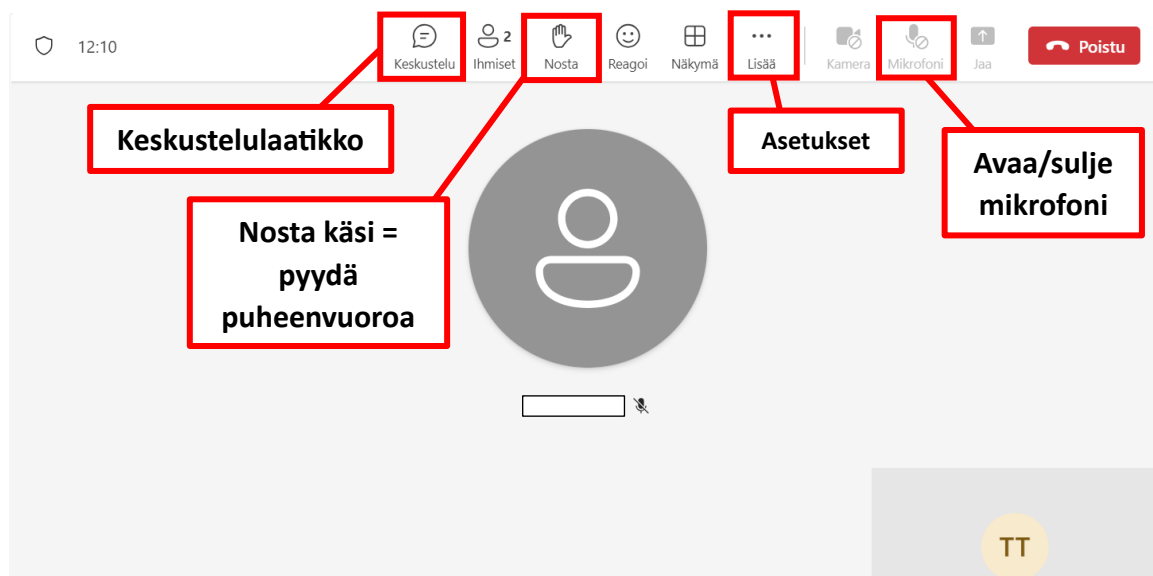 12:10
Keskustelu
Ihmiset
2
Nosta
Reagoi
Näkymä
Lisää
Kamera
Mikrofoni
Jaa
Poistu
Keskustelulaatikko
Nosta käsi =
pyydä
puheenvuoroa
Asetukset
Avaa/sulje
mikrofoni
TT